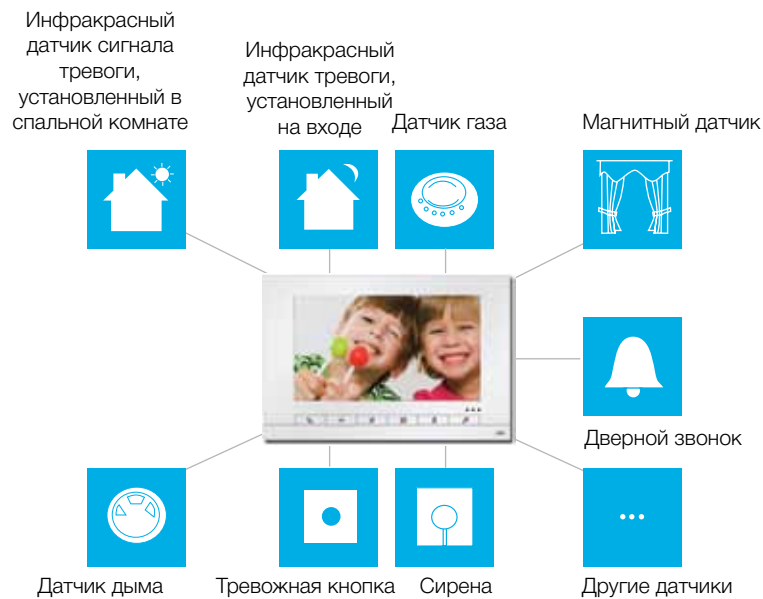 Инфракрасный
датчик сигнала
тревоги,
установленный в
спальной комнате
Инфракрасный
датчик тревоги,
установленный
на входе
Датчик газа
Магнитный датчик
Дверной звонок
Датчик дыма
Тревожная кнопка
Сирена
Другие датчики